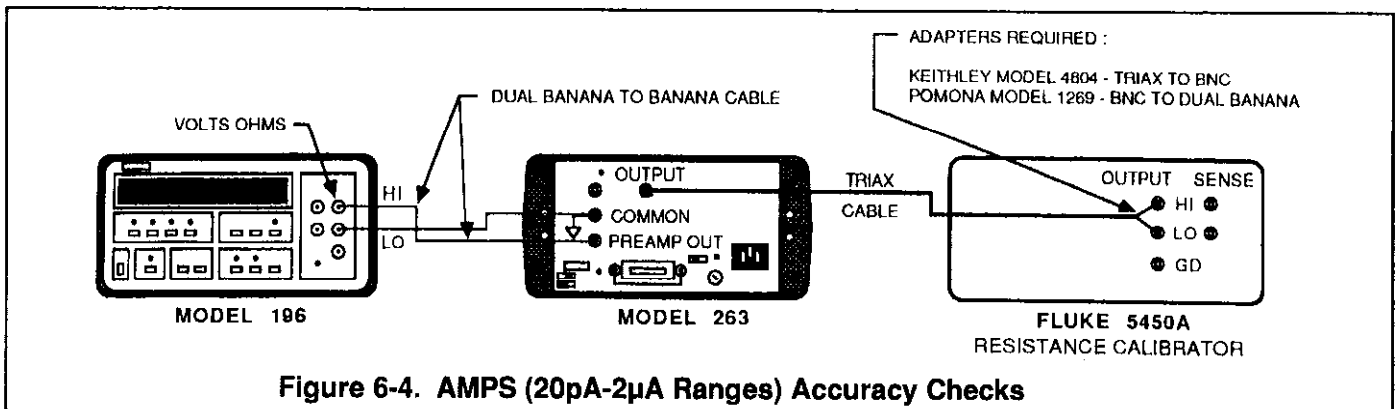 ADAPTERS REQUIRED :
KEITHLEY MODEL 4804 - TRIAX TO BNC
POMONA MODEL 1269 - BNC TO DUAL BANANA
DUAL BANANA TO BANANA CABLE
VOLTS OHMS
HI
LO
OUTPUT
COMMON
PREAMP OUT
TRIAX
CABLE
OUTPUT SENSE
HI
LO
GD
MODEL 196
MODEL 263
FLUKE 5450A
RESISTANCE CALIBRATOR
Figure 6-4. AMPS (20pA-2µA Ranges) Accuracy Checks